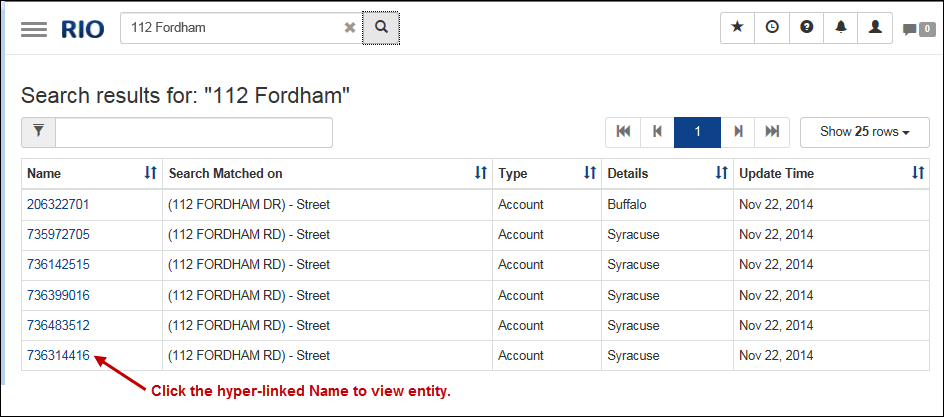 RIO 112 Fordham 0
Search results for: "112 Fordham"
1 Show 25 rows
Name Search Matched on Type Details Update Time
206322701 (112 FORDHAM DR) - Street Account Buffalo Nov 22, 2014
735972705 (112 FORDHAM RD) - Street Account Syracuse Nov 22, 2014
736142515 (112 FORDHAM RD) - Street Account Syracuse Nov 22, 2014
736399016 (112 FORDHAM RD) - Street Account Syracuse Nov 22, 2014
736483512 (112 FORDHAM RD) - Street Account Syracuse Nov 22, 2014
736314416 (112 FORDHAM RD) - Street Account Syracuse Nov 22, 2014
Click the hyper-linked Name to view entity.